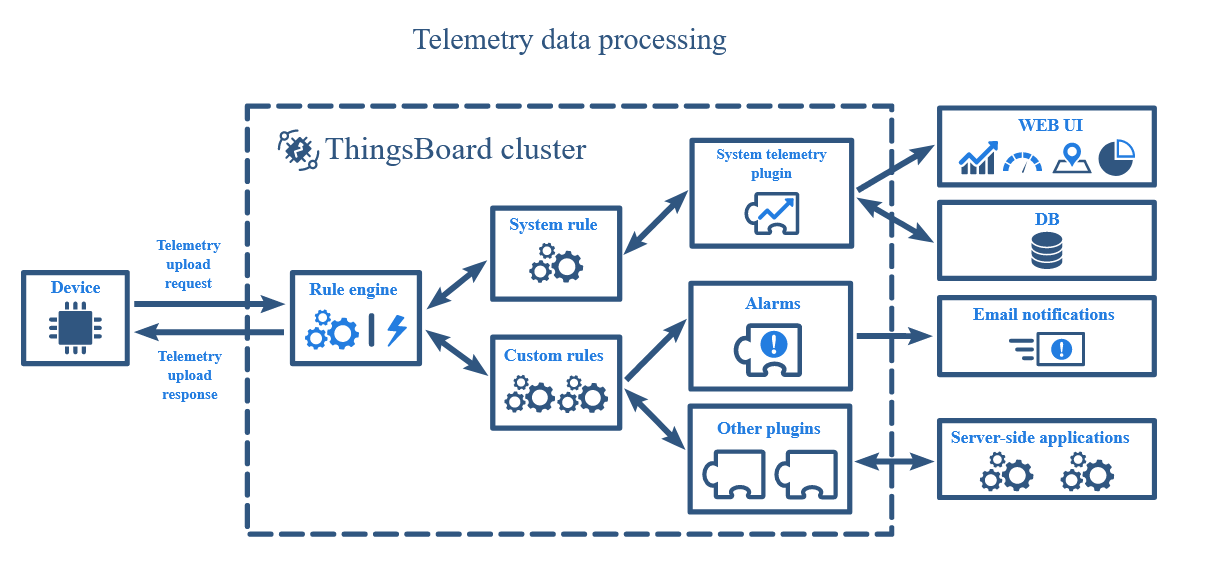 Telemetry data processing
ThingsBoard cluster
Device
Telemetry
upload
request
Telemetry
upload
response
Rule engine
System rule
Custom rules
System telemetry
plugin
Alarms
Other plugins
WEB UI
DB
Email notifications
Server-side applications